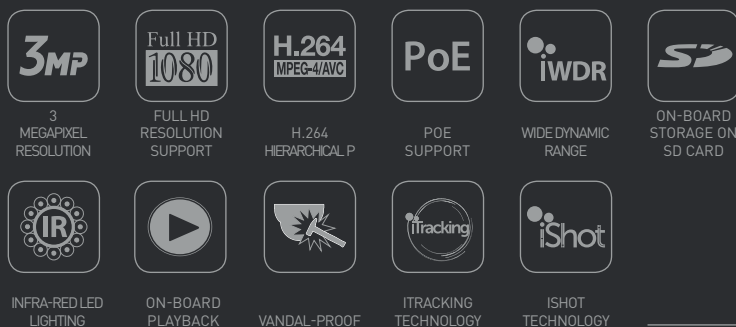 3MP
Full HD
1080
H.264
MPEG-4/AVC
PoE
iWDR
SD
3
MEGAPIXEL
RESOLUTION
FULL HD
RESOLUTION
SUPPORT
H.264
HIERARCHICAL P
POE
SUPPORT
WIDE DYNAMIC
RANGE
ON-BOARD
STORAGE ON
SD CARD
IR
iTracking
iShot
INFRA-RED LED
LIGHTING
ON-BOARD
PLAYBACK
VANDAL-PROOF
ITRACKING
TECHNOLOGY
ISHOT
TECHNOLOGY